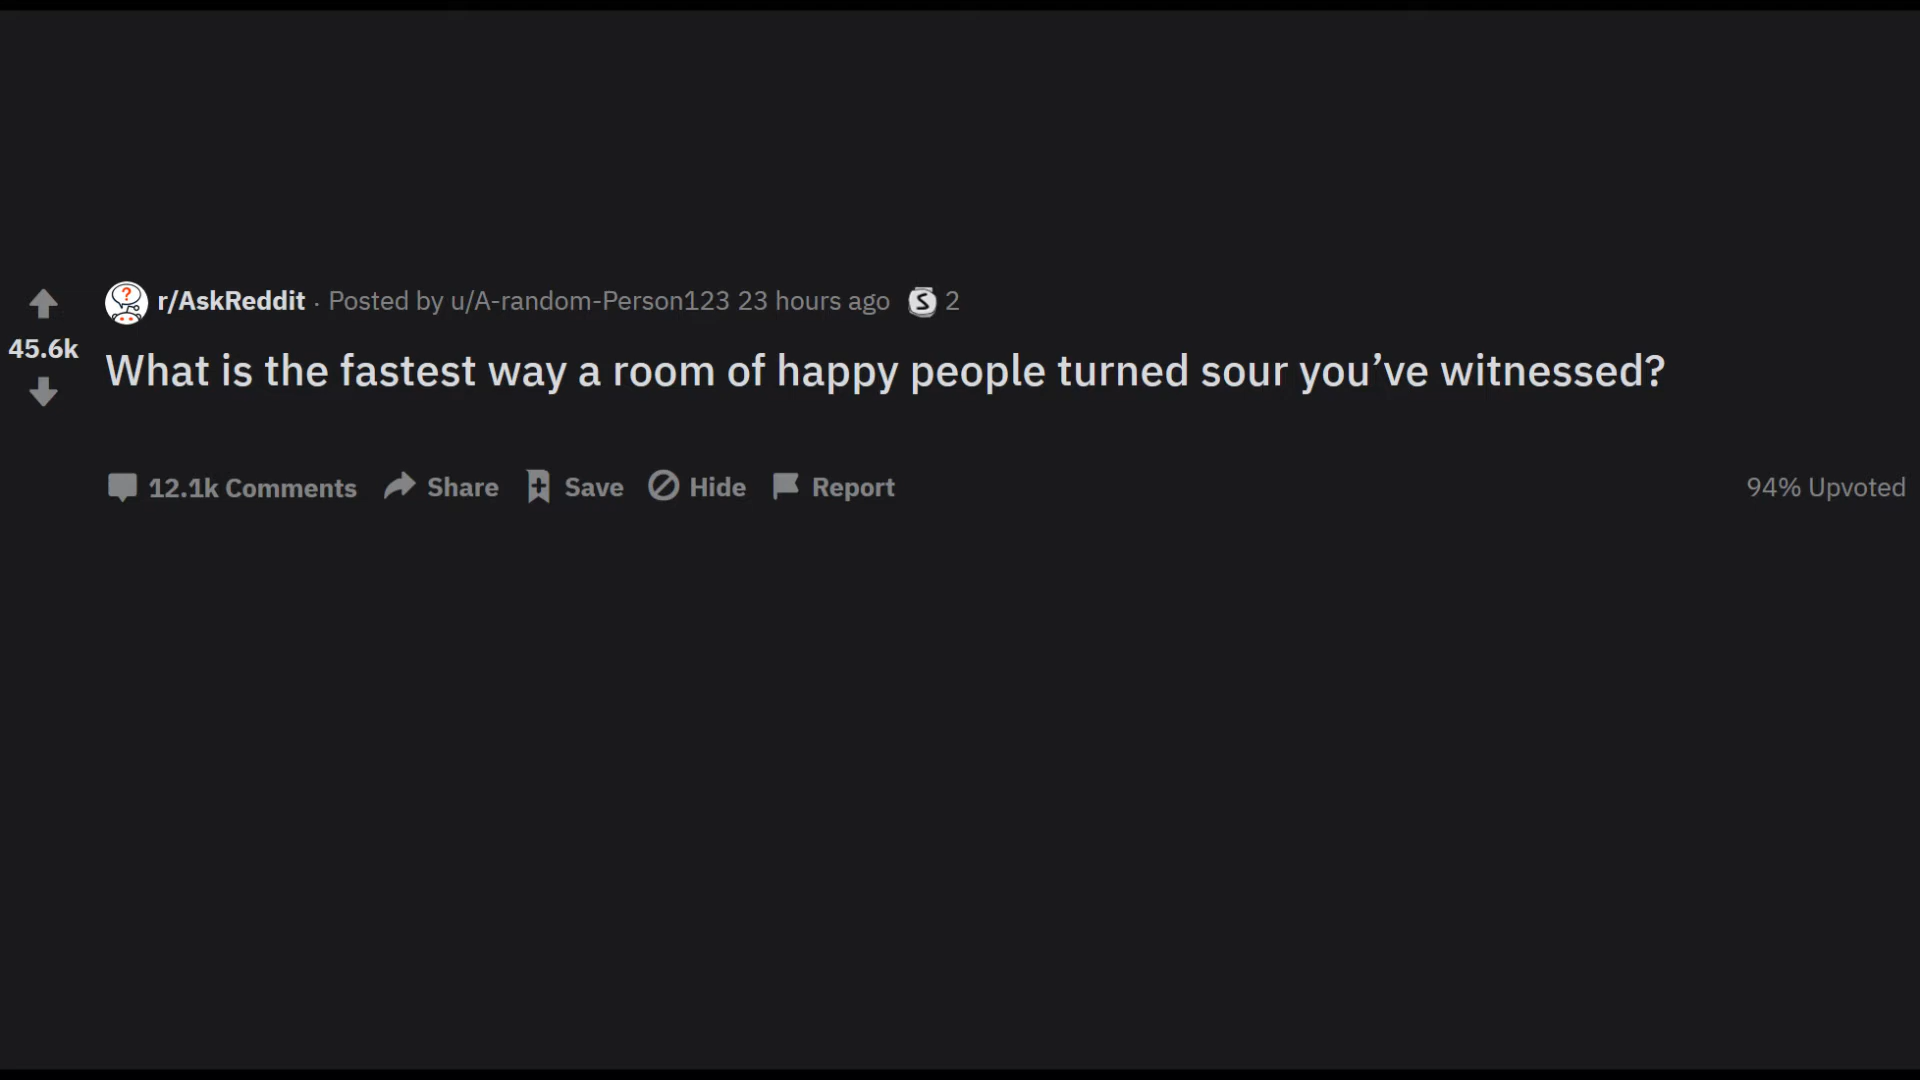 r/AskReddit · Posted by u/A-random-Person123 23 hours ago S 2
45.6k
What is the fastest way a room of happy people turned sour you’ve witnessed?
12.1k Comments Share Save Hide Report 94% Upvoted